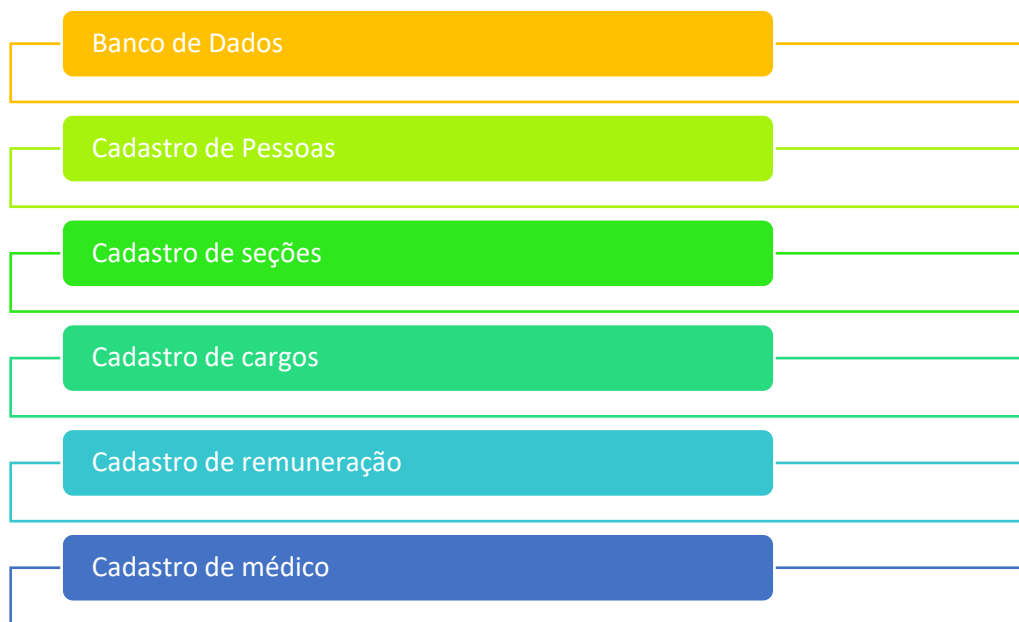 Banco de Dados
Cadastro de Pessoas
Cadastro de seções
Cadastro de cargos
Cadastro de remuneração
Cadastro de médico